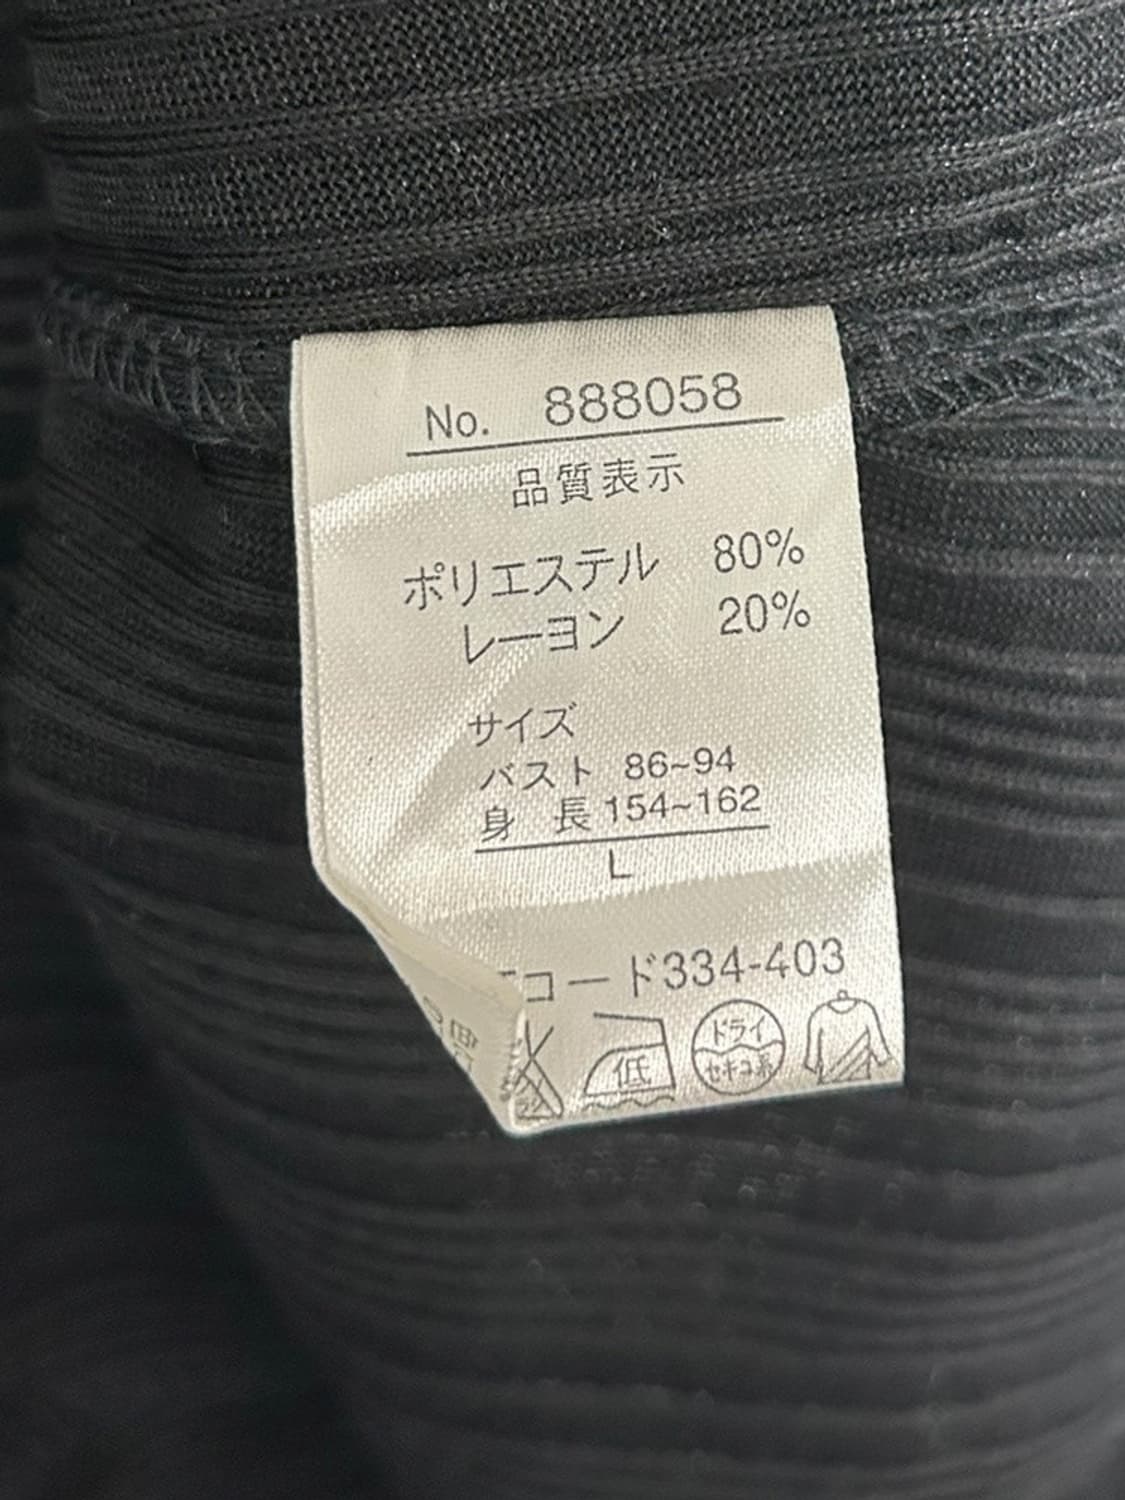 No. 888058
品質表示
ポリエステル 80%
レーヨン 20%
サイズ
バスト 86~94
身 長 154~162
L
コード334-403
低
ドライ
セキユ系